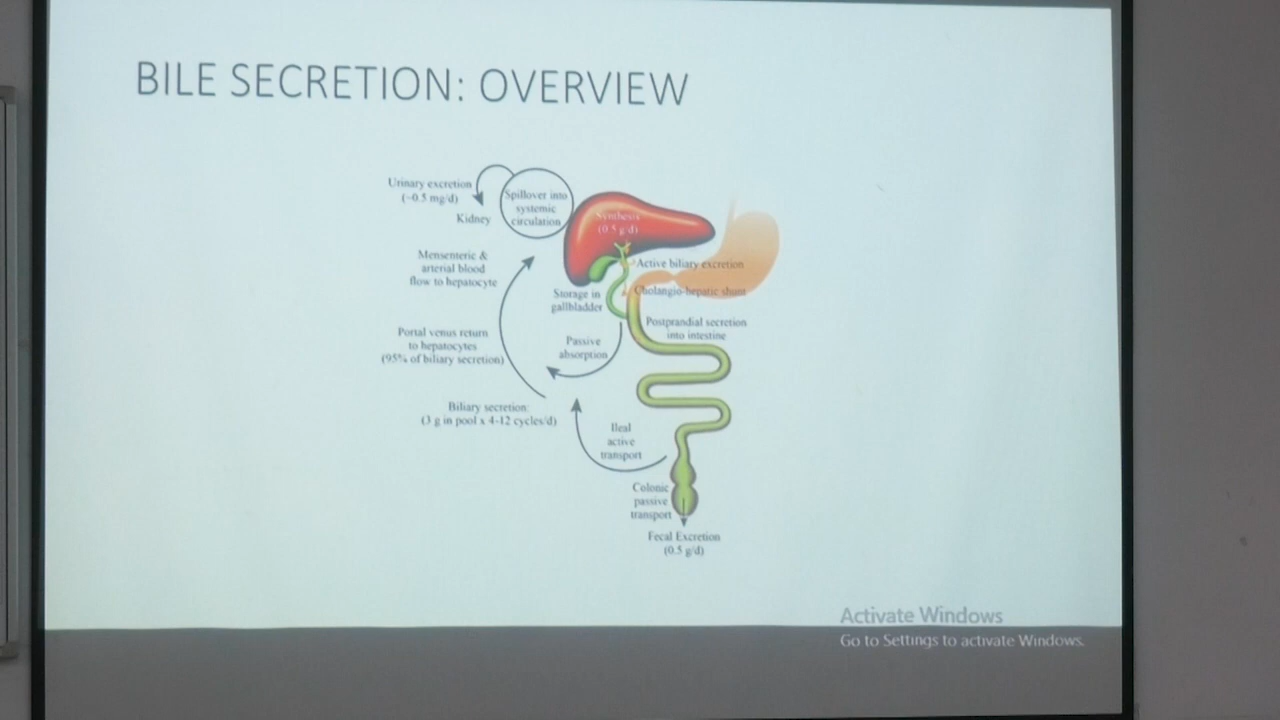 BILE SECRETION: OVERVIEW
Urinary excretion
(~0.5 mg/d)
Kidney
Spillover into
systemic
circulation
Synthesis
(0.5 g/d)
Mensenteric &
arterial blood
flow to hepatocyte
Active biliary excretion
Cholangio-hepatic shunt
Storage in
gallbladder
Postprandial secretion
into intestine
Portal venus return
to hepatocytes
(95% of biliary secretion)
Passive
absorption
Biliary secretion:
(3 g in pool x 4-12 cycles/d)
Ileal
active
transport
Colonic
passive
transport
Fecal Excretion
(0.5 g/d)
Activate Windows
Go to Settings to activate Windows.